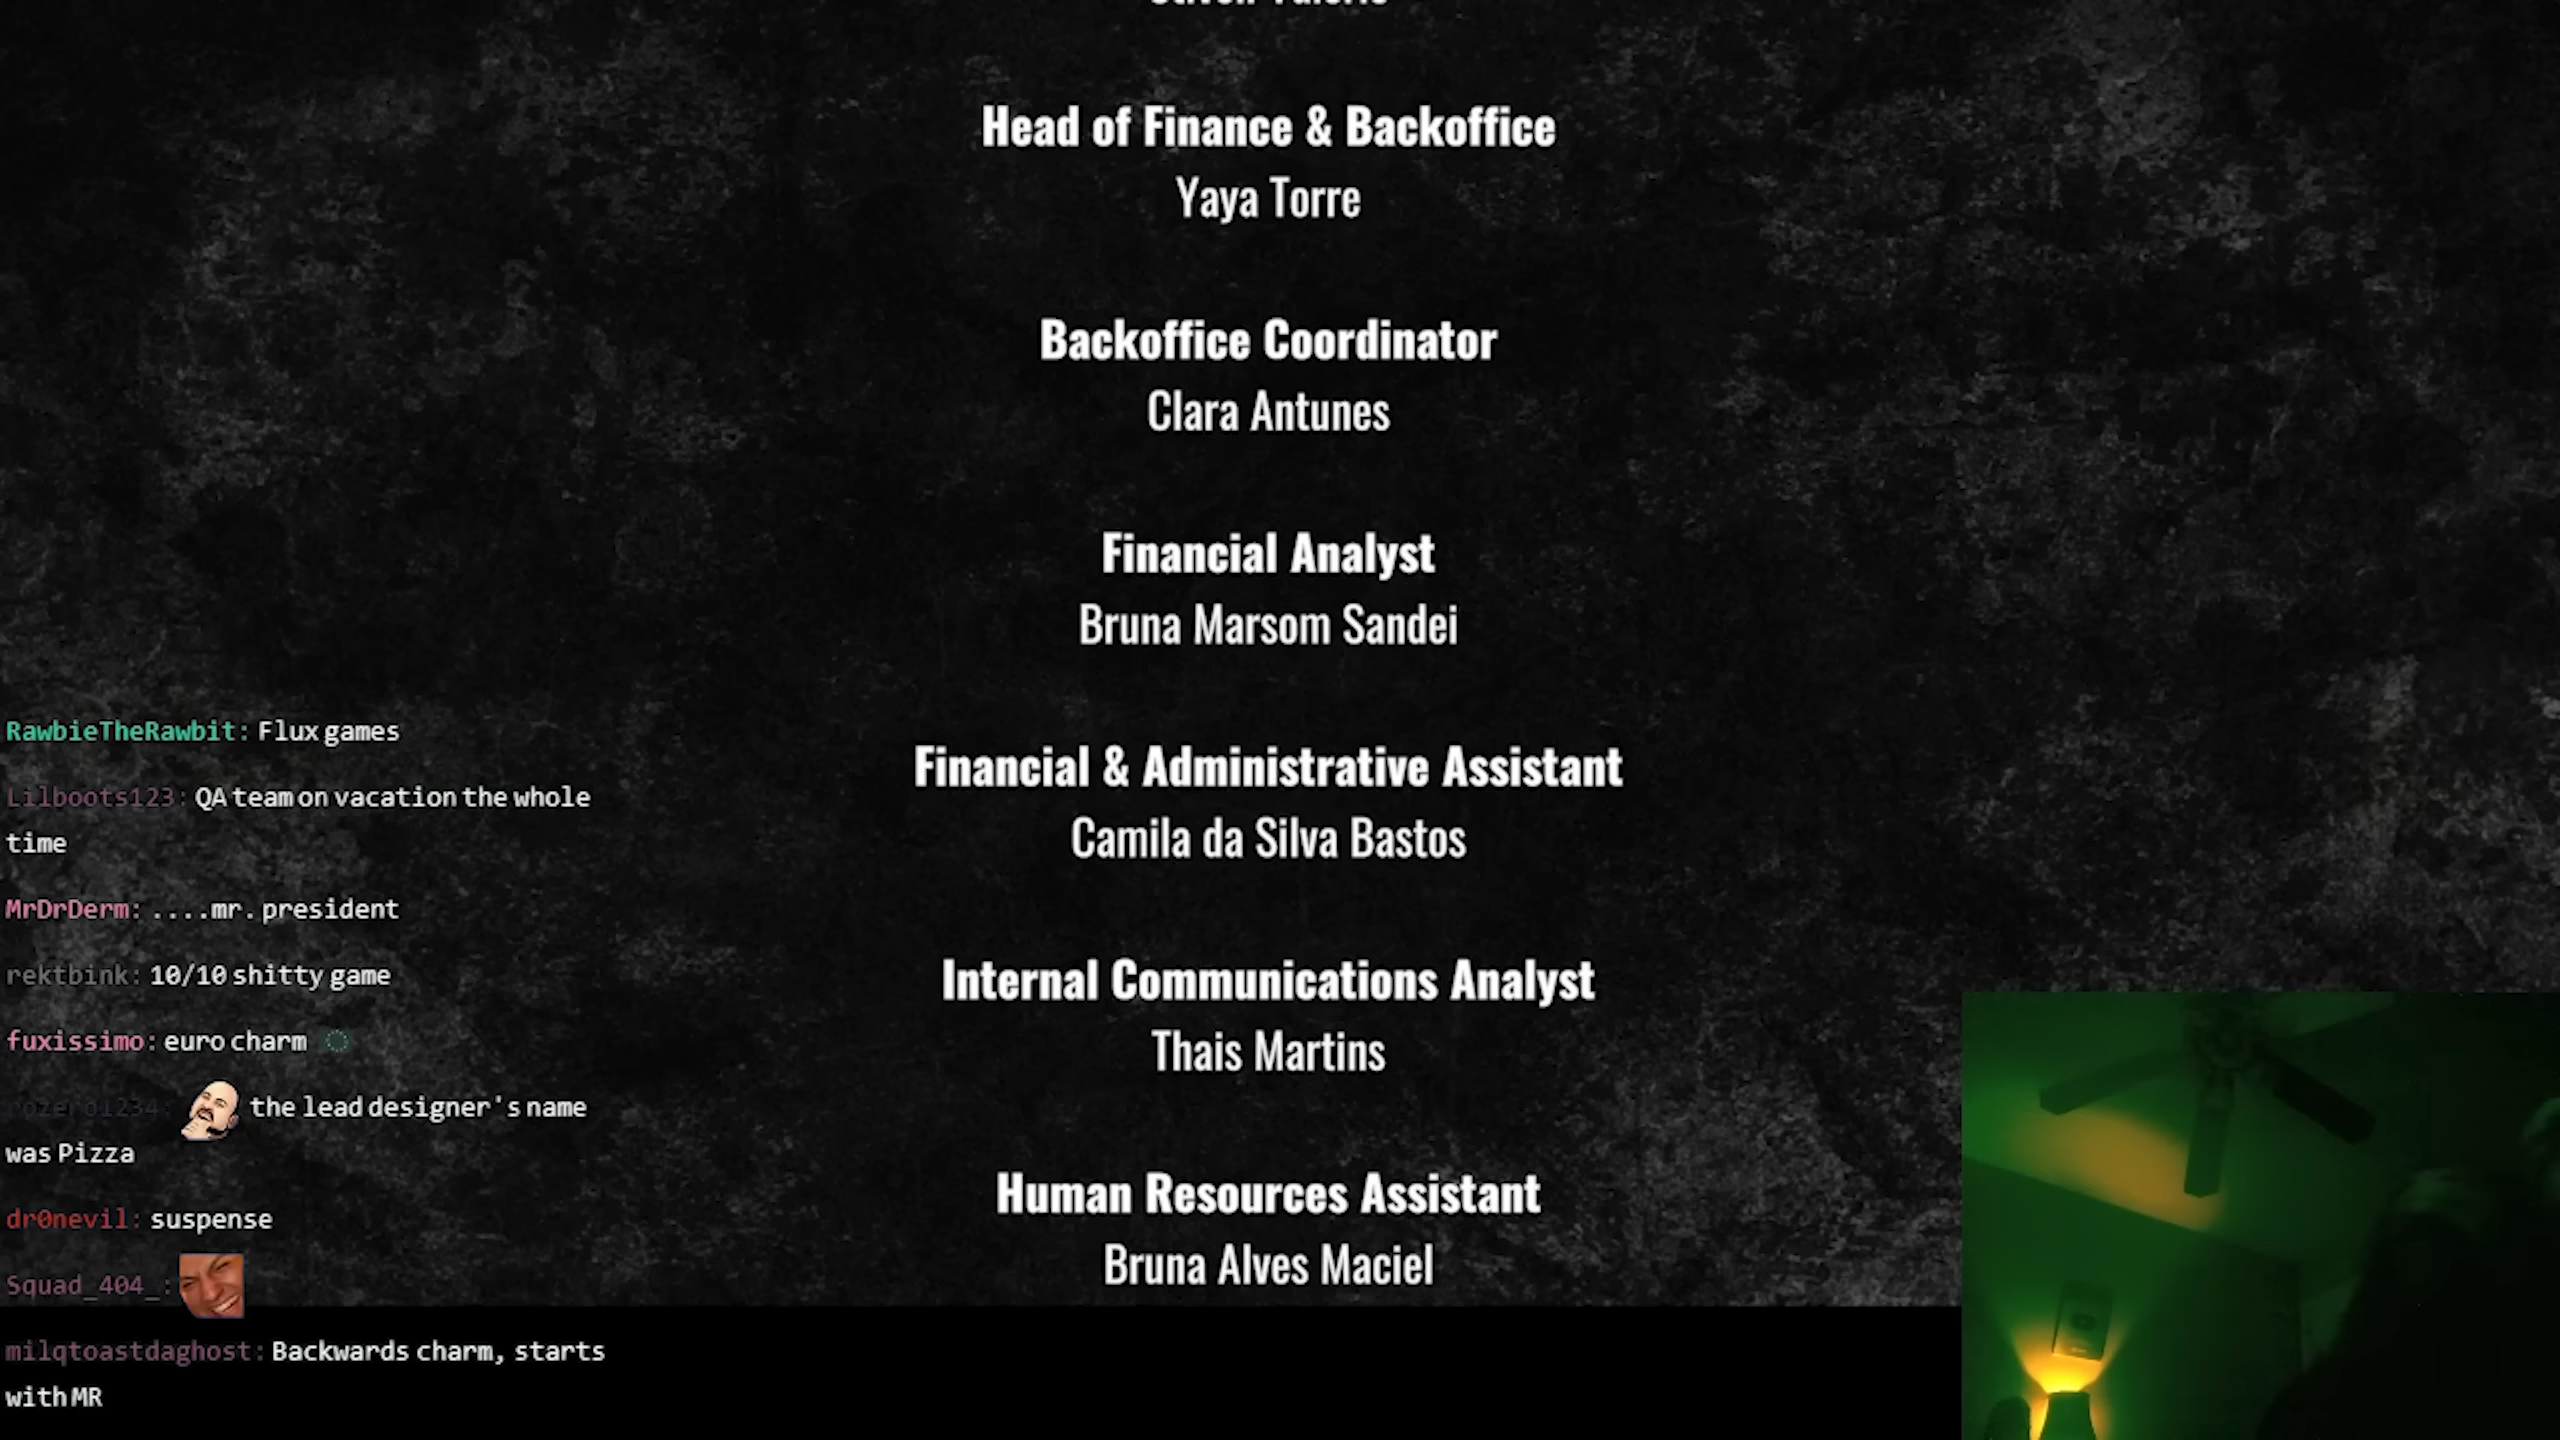 Head of Finance & Backoffice
Yaya Torre
Backoffice Coordinator
Clara Antunes
Financial Analyst
Bruna Marsom Sandei
Financial & Administrative Assistant
Camila da Silva Bastos
Internal Communications Analyst
Thais Martins
Human Resources Assistant
Bruna Alves Maciel
RawbieTheRawbit: Flux games
Lilboots123: QA team on vacation the whole
time
MrDrDerm: ....mr. president
rektbink: 10/10 shitty game
fuxissimo: euro charm
the lead designer's name
was Pizza
dr0nevil: suspense
Squad_404_:
milqtoastdaghost: Backwards charm, starts
with MR